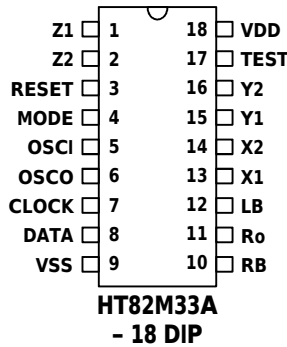 Z1 1 18 VDD
Z2 2 17 TEST
RESET 3 16 Y2
MODE 4 15 Y1
OSCI 5 14 X2
OSCO 6 13 X1
CLOCK 7 12 LB
DATA 8 11 Ro
VSS 9 10 RB
HT82M33A
– 18 DIP